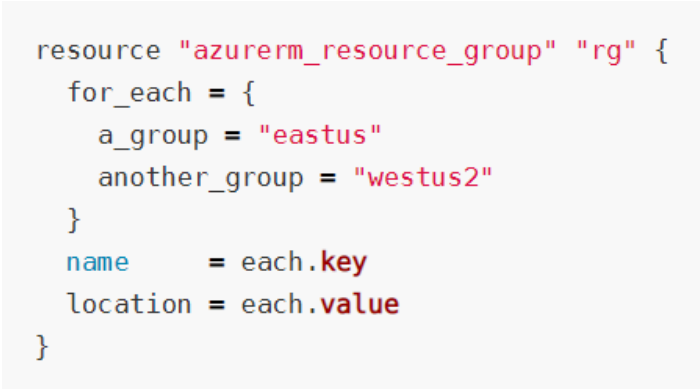 resource "azurerm_resource_group" "rg" {
  for_each = {
    a_group = "eastus"
    another_group = "westus2"
  }
  name     = each.key
  location = each.value
}